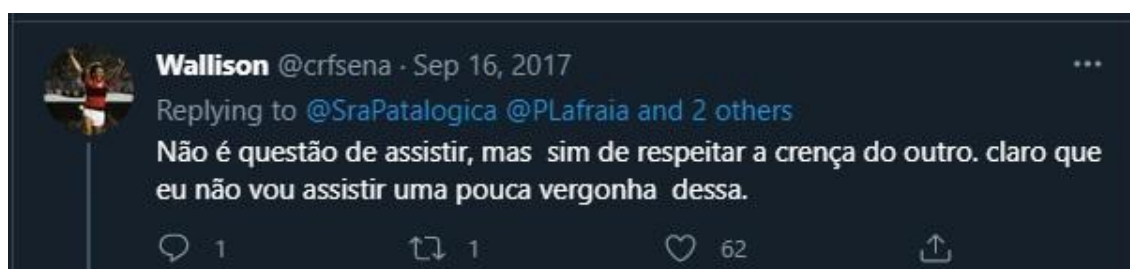 Wallison @crfsena · Sep 16, 2017
Replying to @SraPatalogica @PLafraia and 2 others
Não é questão de assistir, mas sim de respeitar a crença do outro. claro que
eu não vou assistir uma pouca vergonha dessa.
1 1 62